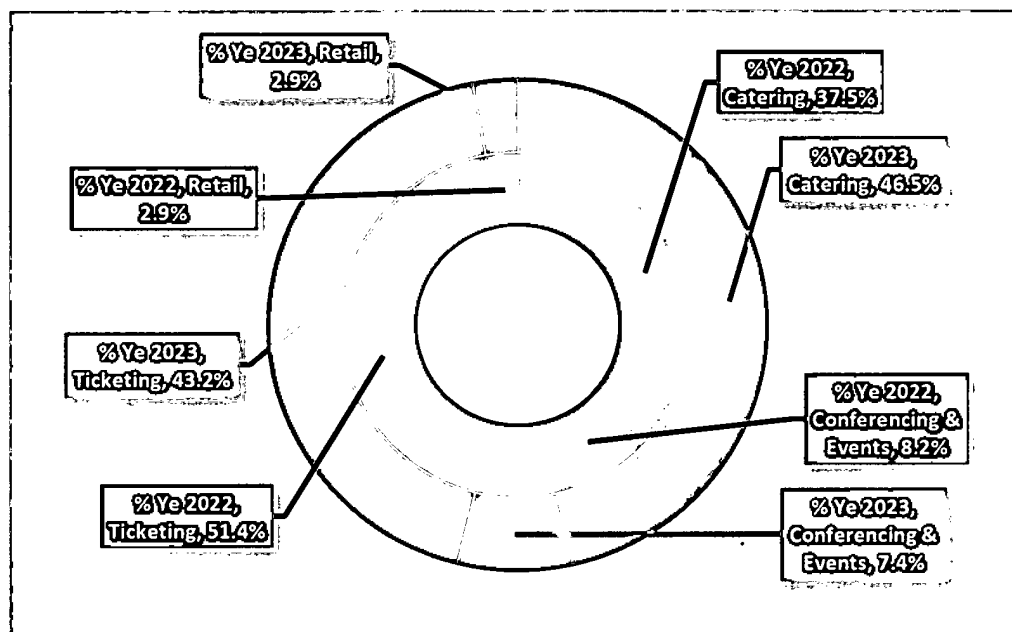 % Ye 2023, Retail,
2.9%
% Ye 2022,
Catering, 37.5%
% Ye 2023,
Catering, 46.5%
% Ye 2022, Retail,
2.9%
% Ye 2023,
Ticketing, 43.2%
% Ye 2022,
Conferencing &
Events, 8.2%
% Ye 2022,
Ticketing, 51.4%
% Ye 2023,
Conferencing &
Events, 7.4%